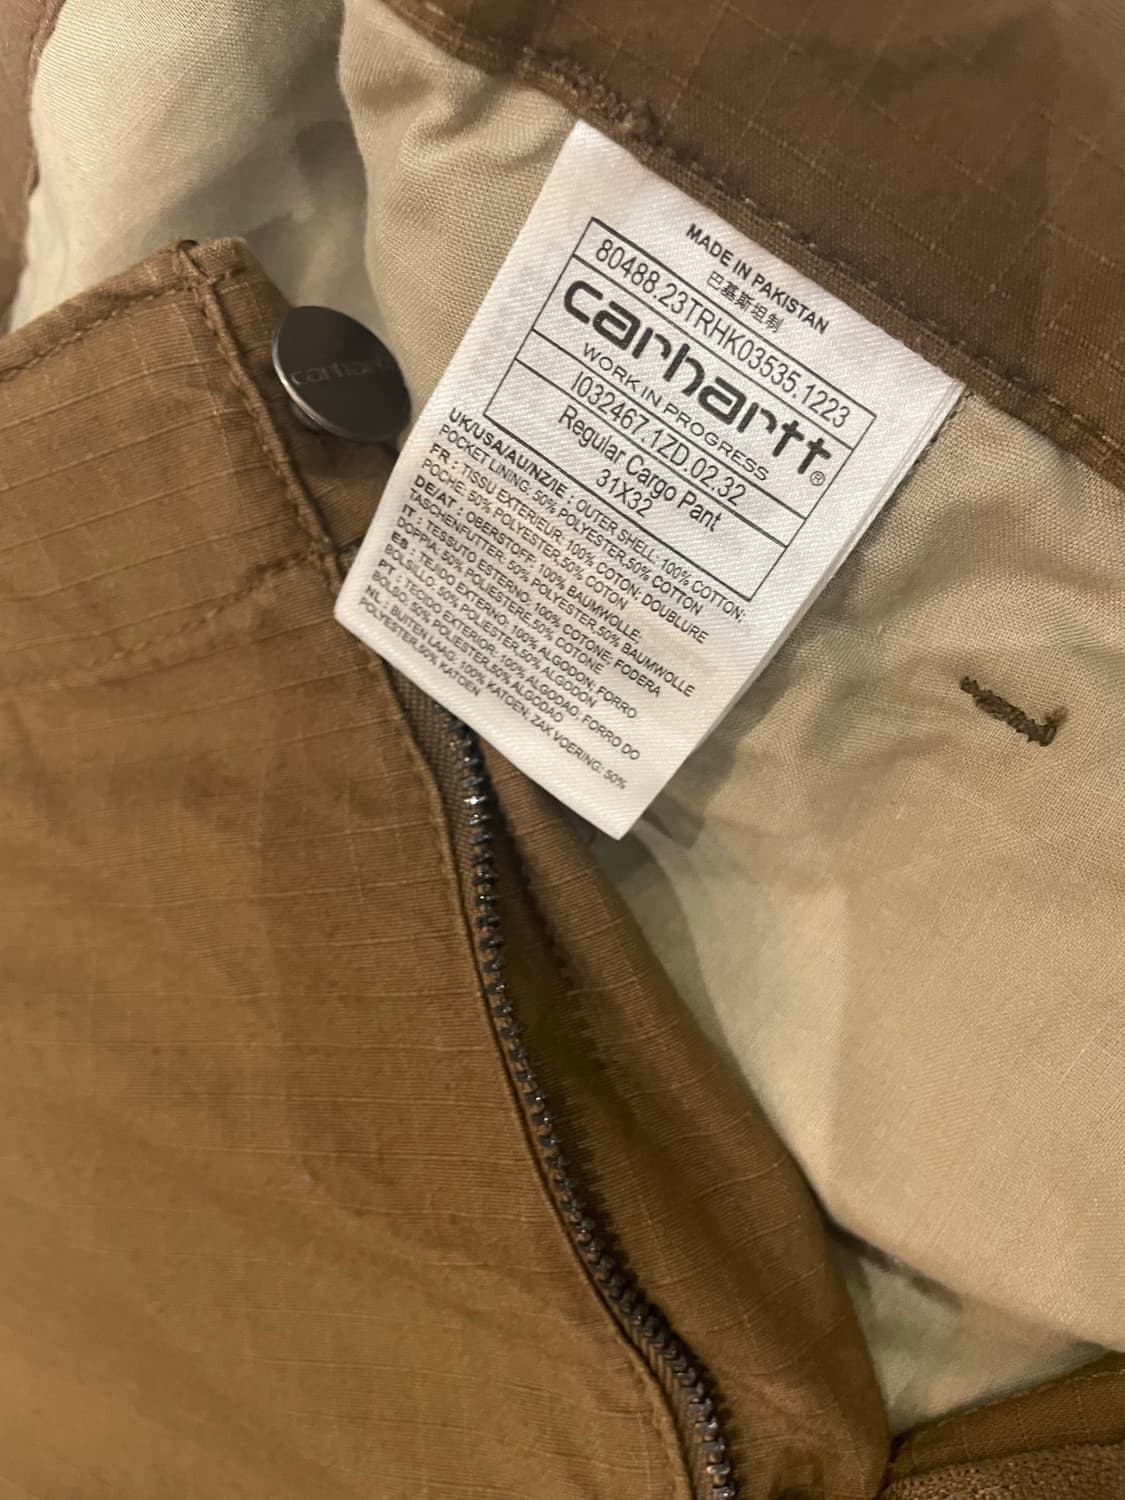 MADE IN PAKISTAN
巴基斯坦制
80488.23TRHK03535.1223
carhartt®
WORK IN PROGRESS
I032467.1ZD.02.32
Regular Cargo Pant
31X32
UK/USA/AU/NZ/IE : OUTER SHELL: 100% COTTON;
POCKET LINING: 50% POLYESTER,50% COTTON
FR : TISSU EXTERIEUR: 100% COTON; DOUBLURE
POCHE: 50% POLYESTER,50% COTON
DE/AT : OBERSTOFF: 100% BAUMWOLLE;
TASCHENFUTTER: 50% POLYESTER,50% BAUMWOLLE
IT : TESSUTO ESTERNO: 100% COTONE; FODERA
DOPPIA: 50% POLIESTERE,50% COTONE
ES : TEJIDO EXTERNO: 100% ALGODON; FORRO
BOLSILLO: 50% POLIESTER,50% ALGODON
PT : TECIDO EXTERIOR: 100% ALGODAO; FORRO DO
BOLSO: 50% POLIESTER,50% ALGODAO
NL : BUITEN LAAG: 100% KATOEN; ZAK VOERING: 50%
POLYESTER,50% KATOEN
carhartt